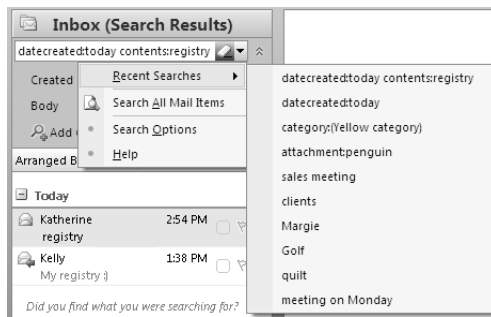 Inbox (Search Results)
datecreated:today contents:registry
Created
Body
Add
Arranged B
Recent Searches
Search All Mail Items
Search Options
Help
datecreated:today contents:registry
datecreated:today
category:(Yellow category)
attachment:penguin
sales meeting
clients
Margie
Golf
quilt
meeting on Monday
Today
Katherine 2:54 PM
registry
Kelly 1:38 PM
My registry :)
Did you find what you were searching for?